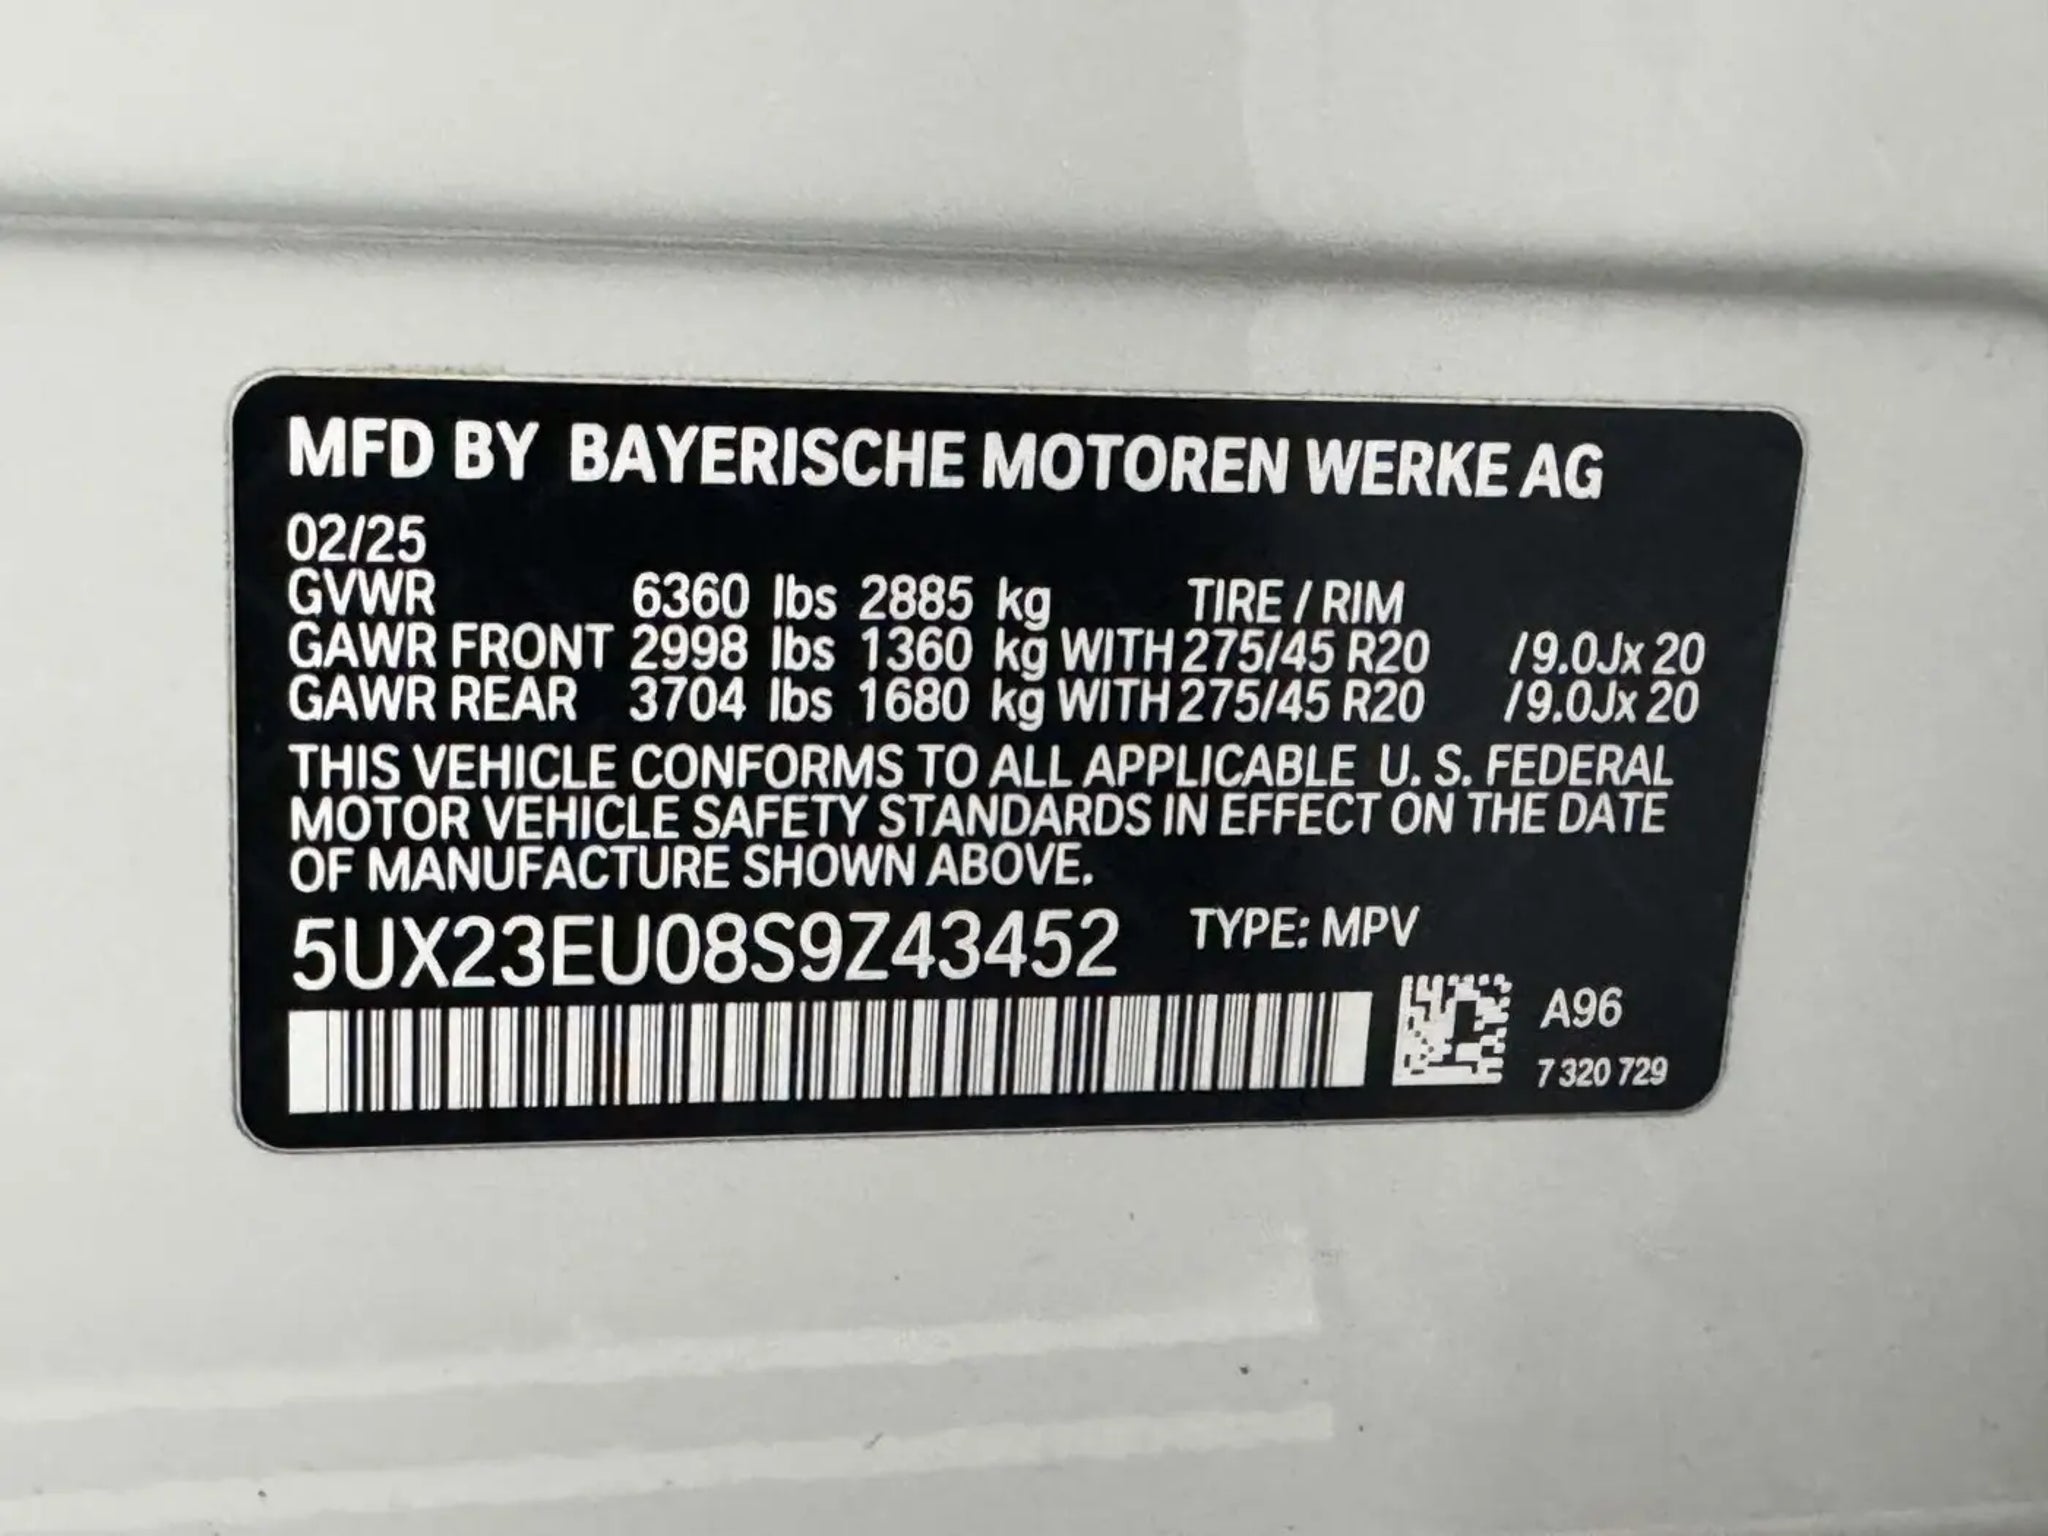 MFD BY BAYERISCHE MOTOREN WERKE AG
02/25
GVWR 6360 lbs 2885 kg TIRE / RIM
GAWR FRONT 2998 lbs 1360 kg WITH 275/45 R20 /9.0Jx 20
GAWR REAR 3704 lbs 1680 kg WITH 275/45 R20 /9.0Jx 20
THIS VEHICLE CONFORMS TO ALL APPLICABLE U. S. FEDERAL
MOTOR VEHICLE SAFETY STANDARDS IN EFFECT ON THE DATE
OF MANUFACTURE SHOWN ABOVE.
5UX23EU08S9Z43452 TYPE: MPV
A96
7 320 729